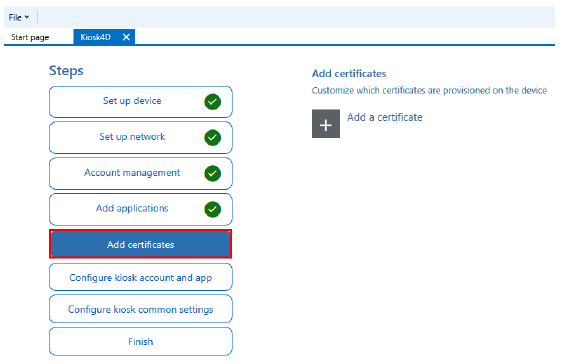 File
Start page
Kiosk4D
Steps
Set up device
Set up network
Account management
Add applications
Add certificates
Configure kiosk account and app
Configure kiosk common settings
Finish
Add certificates
Customize which certificates are provisioned on the device
Add a certificate